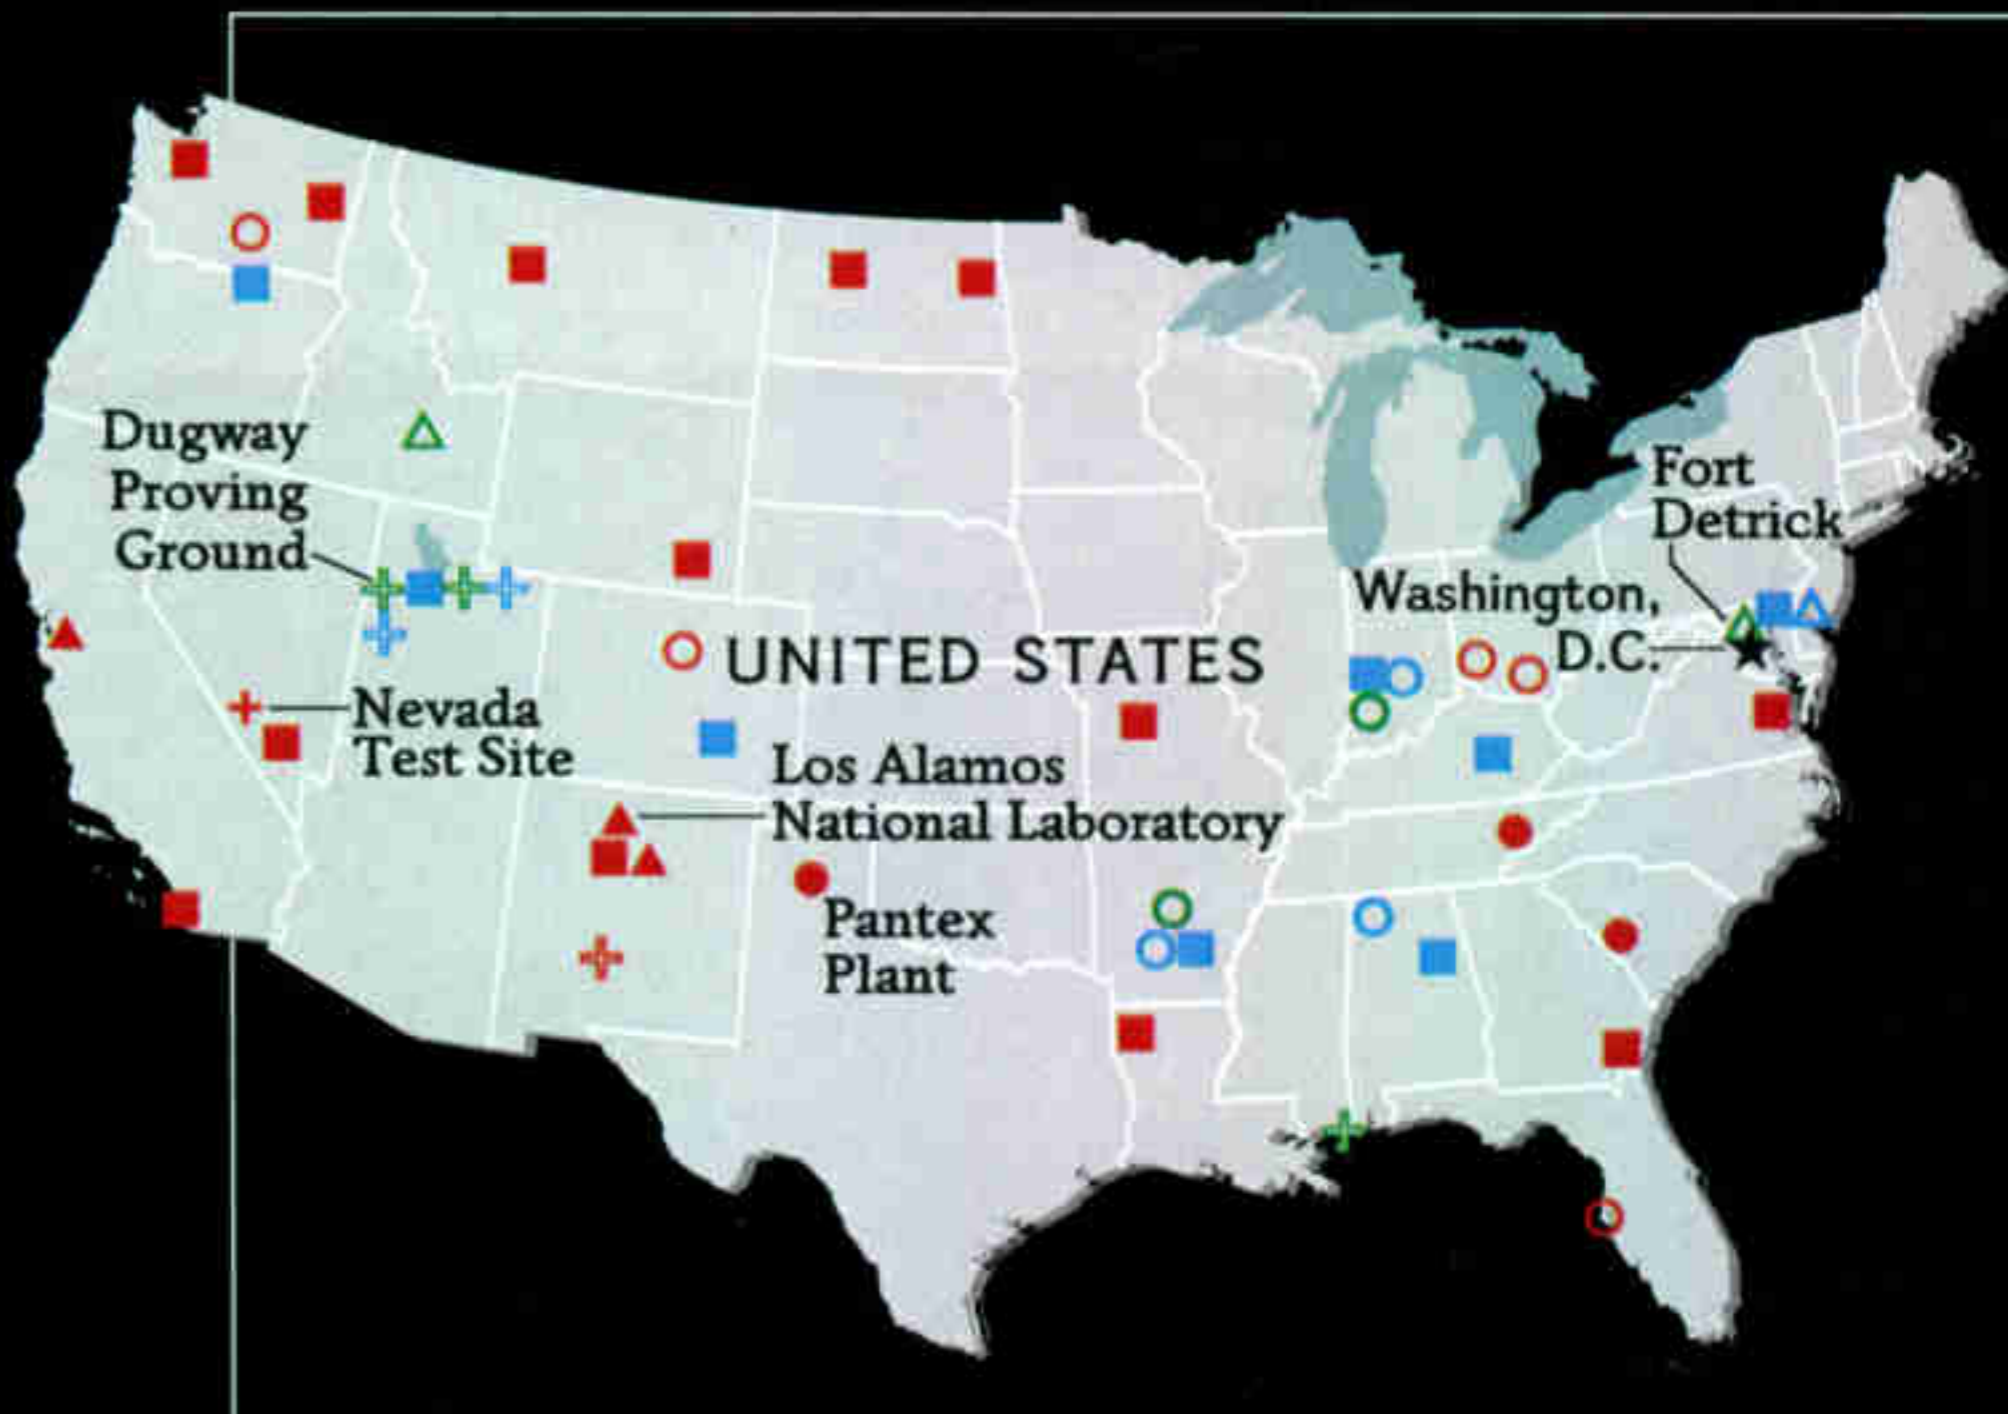 Dugway
Proving
Ground
Fort
Detrick
Washington,
D.C.
UNITED STATES
Nevada
Test Site
Los Alamos
National Laboratory
Pantex
Plant